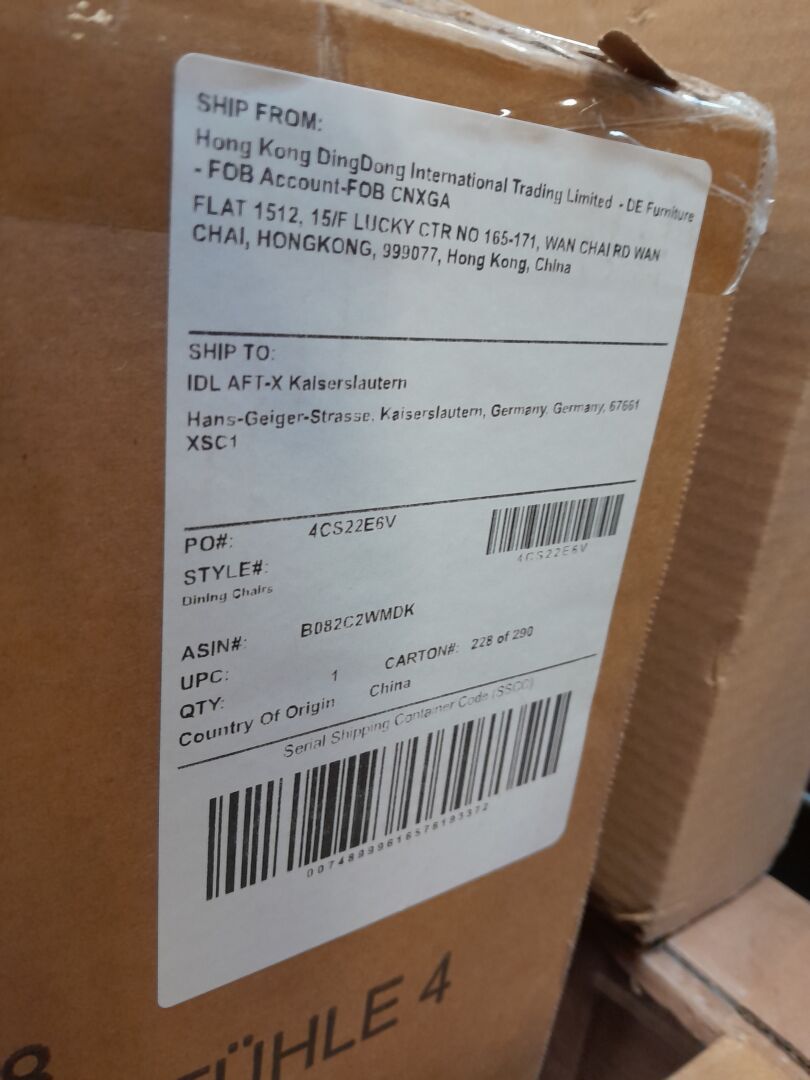 SHIP FROM:
Hong Kong DingDong International Trading Limited - DE Furniture
- FOB Account-FOB CNXGA
FLAT 1512, 15/F LUCKY CTR NO 165-171, WAN CHAI RD WAN
CHAI, HONGKONG, 999077, Hong Kong, China
SHIP TO:
IDL AFT-X Kaiserslautern
Hans-Geiger-Strasse, Kaiserslautern, Germany, Germany, 67661
XSC1
PO#: 4CS22E6V
4CS22E6V
STYLE#:
Dining Chairs
ASIN#: B082C2WMDK
UPC:
CARTON#: 228 of 290
QTY: 1
Country Of Origin China
Serial Shipping Container Code (SSCC)
00748999616576193372
8
ÜHLE 4